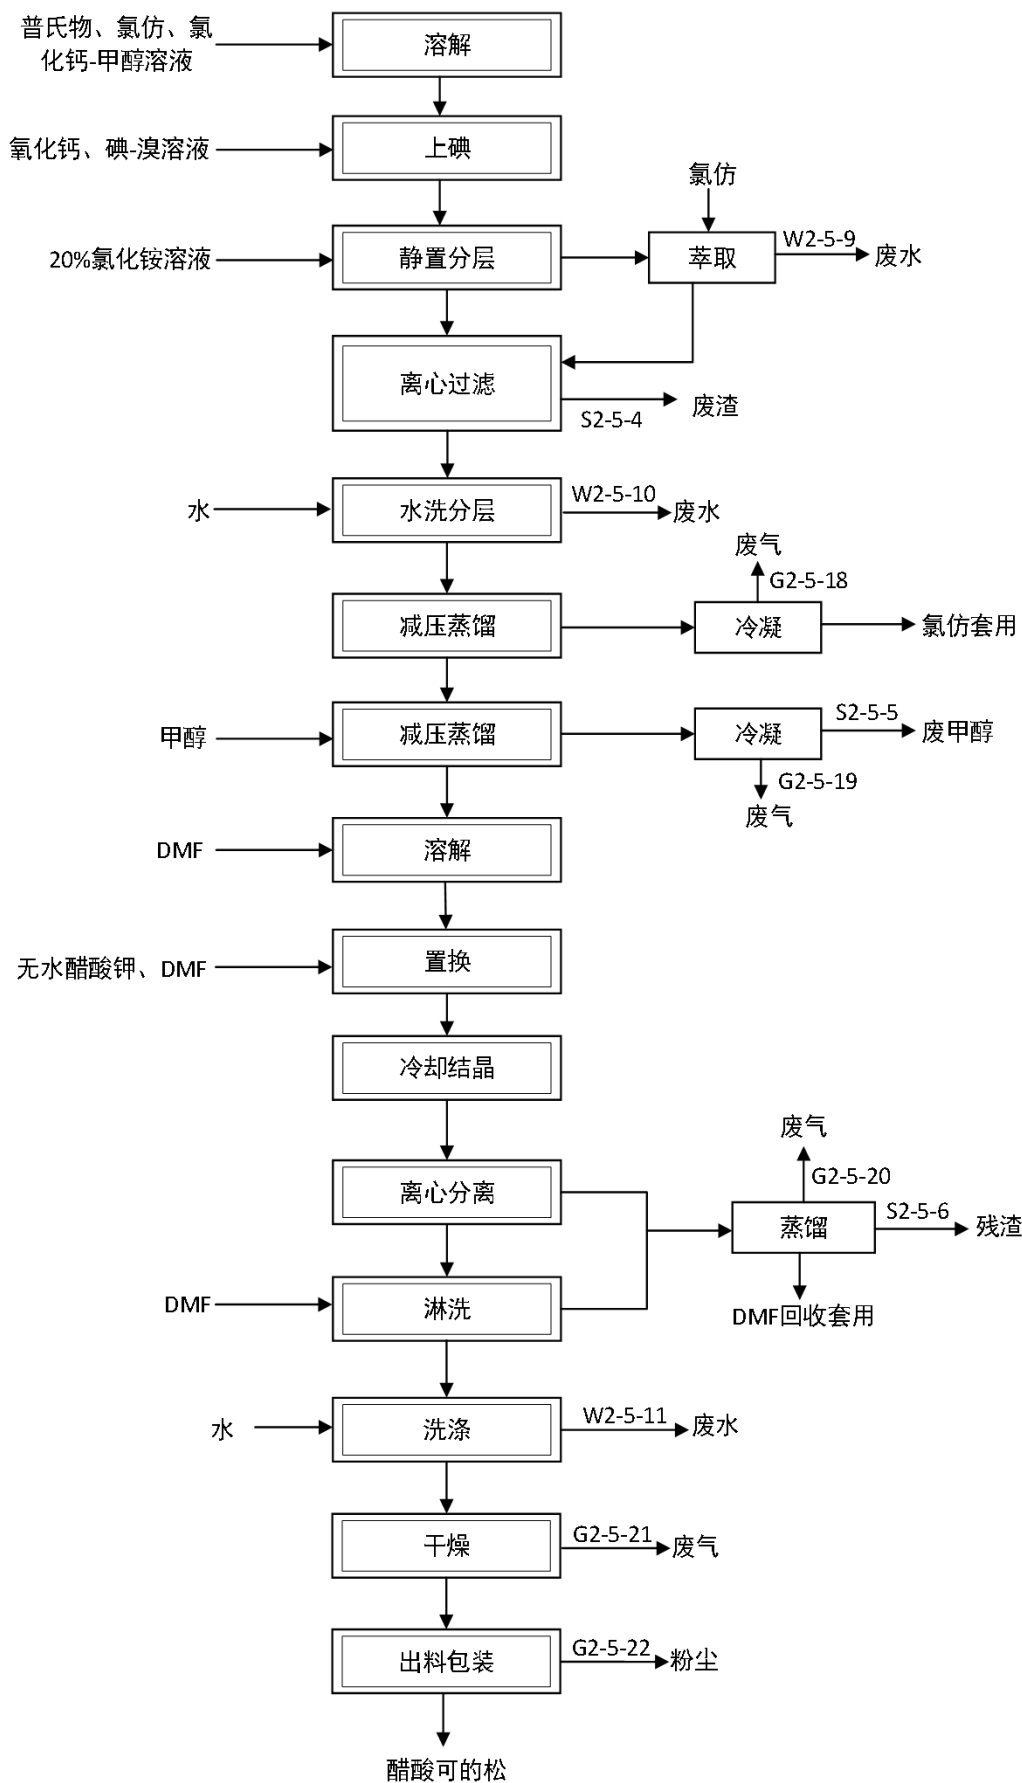 普氏物、氯仿、氯
化钙-甲醇溶液
溶解
氧化钙、碘-溴溶液
上碘
氯仿
20%氯化铵溶液
静置分层
萃取
W2-5-9
废水
离心过滤
S2-5-4
废渣
水
水洗分层
W2-5-10
废水
废气
G2-5-18
减压蒸馏
冷凝
氯仿套用
甲醇
减压蒸馏
冷凝
S2-5-5
废甲醇
G2-5-19
废气
DMF
溶解
无水醋酸钾、DMF
置换
冷却结晶
废气
G2-5-20
离心分离
蒸馏
S2-5-6
残渣
DMF
淋洗
DMF回收套用
水
洗涤
W2-5-11
废水
干燥
G2-5-21
废气
出料包装
G2-5-22
粉尘
醋酸可的松